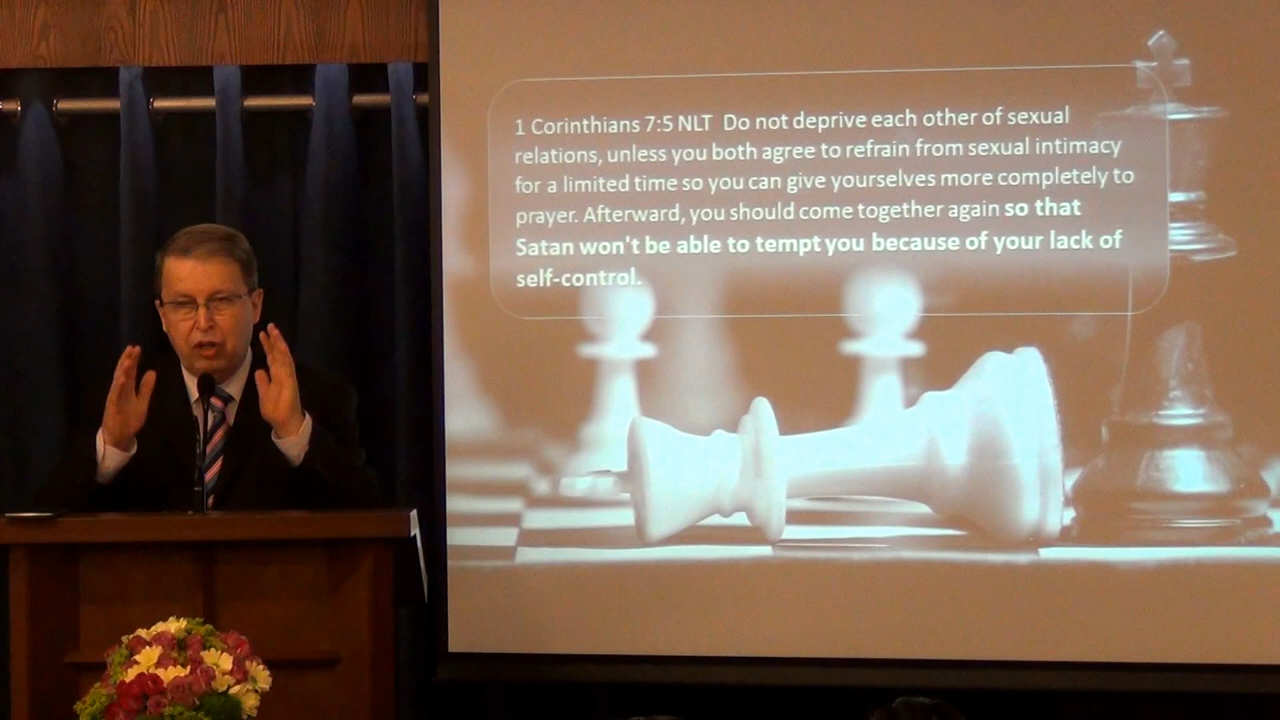 1 Corinthians 7:5 NLT  Do not deprive each other of sexual
relations, unless you both agree to refrain from sexual intimacy
for a limited time so you can give yourselves more completely to
prayer. Afterward, you should come together again so that
Satan won't be able to tempt you because of your lack of
self-control.